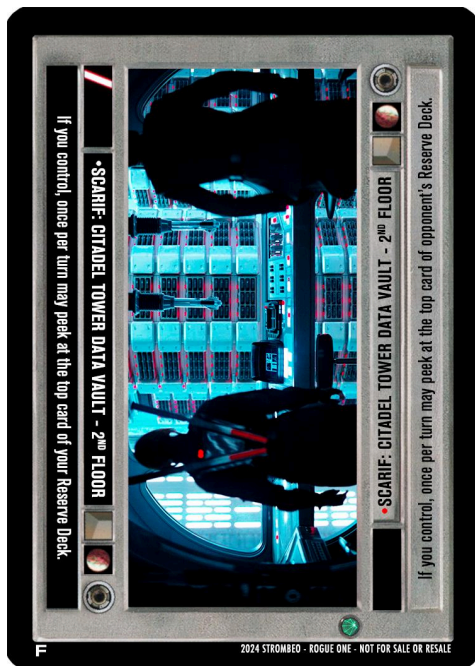 •SCARIF: CITADEL TOWER DATA VAULT - 2ND FLOOR
If you control, once per turn may peek at the top card of opponent's Reserve Deck.
•SCARIF: CITADEL TOWER DATA VAULT - 2ND FLOOR
If you control, once per turn may peek at the top card of your Reserve Deck.
F
2024 STROMBEO - ROGUE ONE - NOT FOR SALE OR RESALE